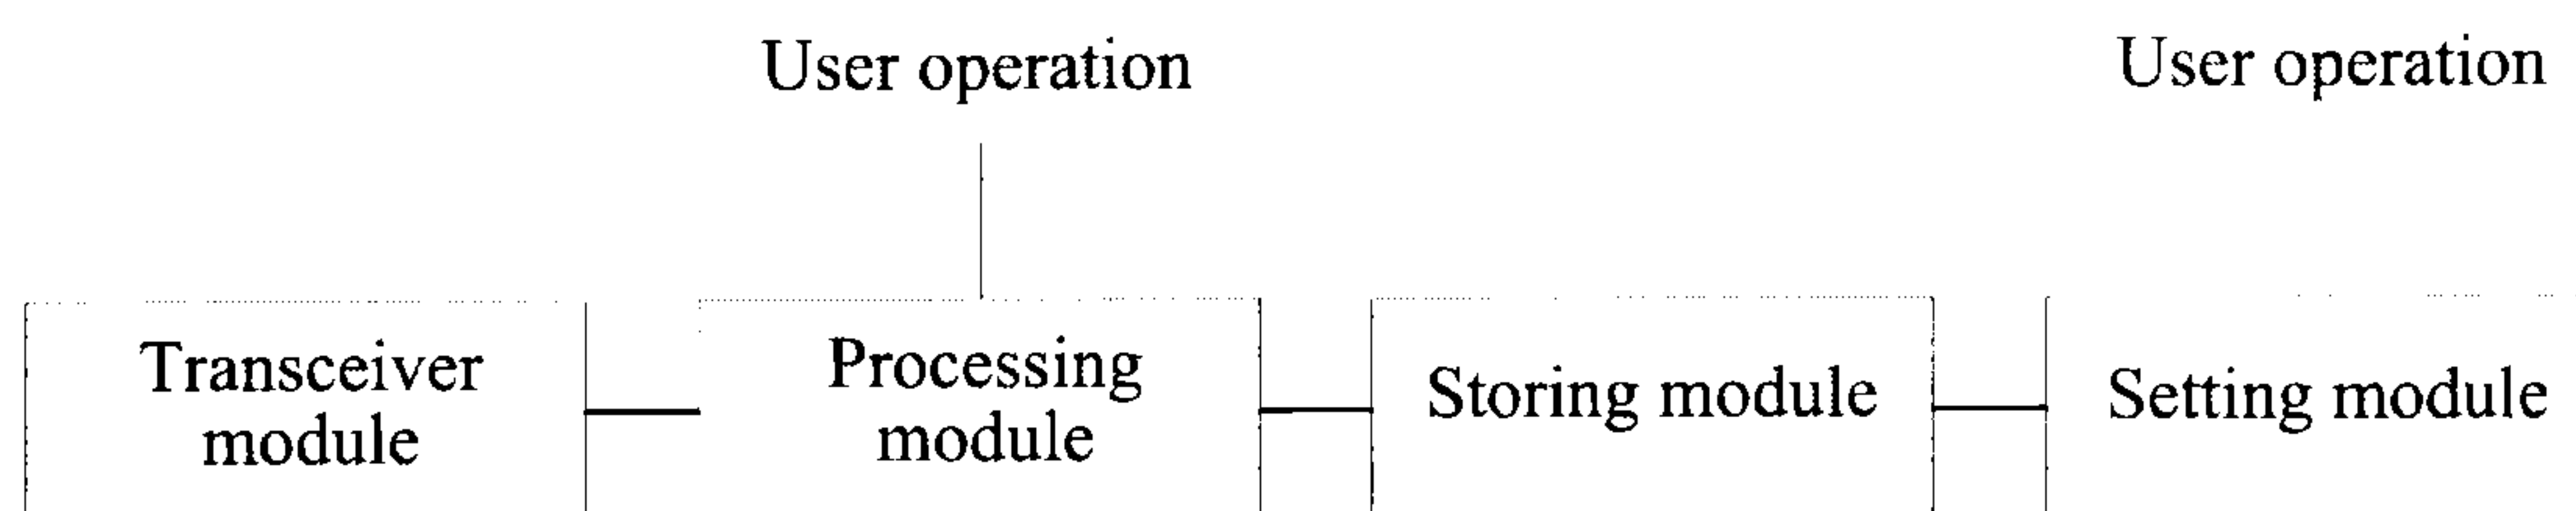 User operation
User operation
Transceiver
module
Processing
module
Storing module
Setting module